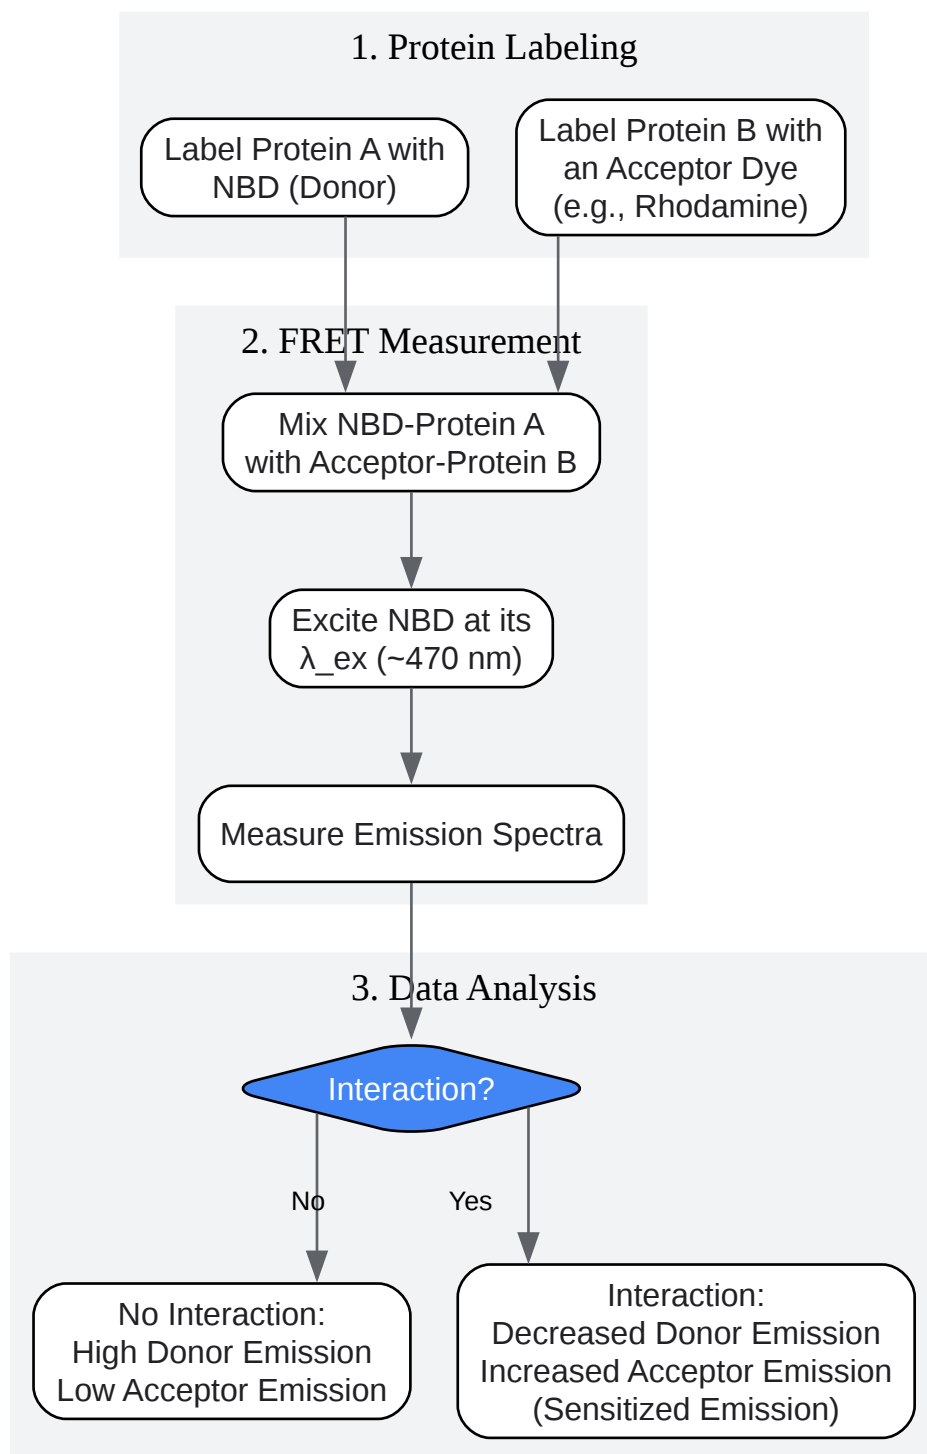 1. Protein Labeling
Label Protein A with
NBD (Donor)
Label Protein B with
an Acceptor Dye
(e.g., Rhodamine)
2. FRET Measurement
Mix NBD-Protein A
with Acceptor-Protein B
Excite NBD at its
λ_ex (~470 nm)
Measure Emission Spectra
3. Data Analysis
Interaction?
No
Yes
No Interaction:
High Donor Emission
Low Acceptor Emission
Interaction:
Decreased Donor Emission
Increased Acceptor Emission
(Sensitized Emission)